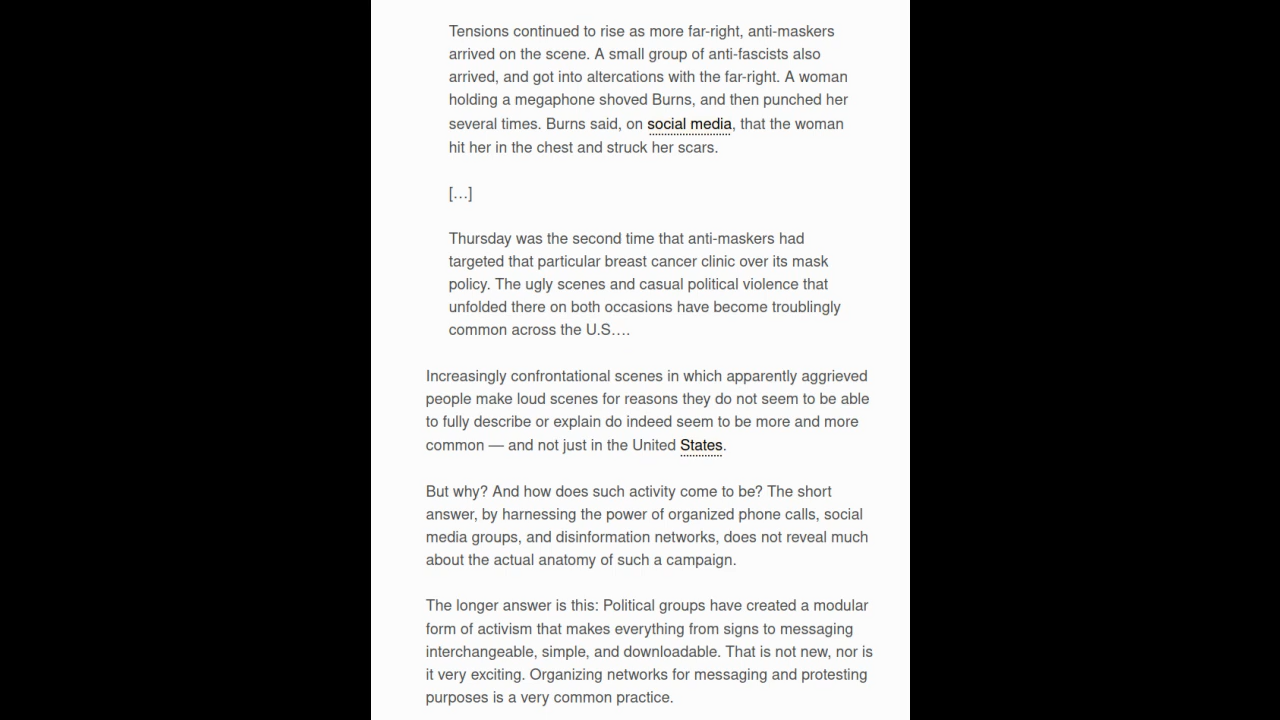 Tensions continued to rise as more far-right, anti-maskers
arrived on the scene. A small group of anti-fascists also
arrived, and got into altercations with the far-right. A woman
holding a megaphone shoved Burns, and then punched her
several times. Burns said, on social media, that the woman
hit her in the chest and struck her scars.
[…]
Thursday was the second time that anti-maskers had
targeted that particular breast cancer clinic over its mask
policy. The ugly scenes and casual political violence that
unfolded there on both occasions have become troublingly
common across the U.S….
Increasingly confrontational scenes in which apparently aggrieved
people make loud scenes for reasons they do not seem to be able
to fully describe or explain do indeed seem to be more and more
common — and not just in the United States.
But why? And how does such activity come to be? The short
answer, by harnessing the power of organized phone calls, social
media groups, and disinformation networks, does not reveal much
about the actual anatomy of such a campaign.
The longer answer is this: Political groups have created a modular
form of activism that makes everything from signs to messaging
interchangeable, simple, and downloadable. That is not new, nor is
it very exciting. Organizing networks for messaging and protesting
purposes is a very common practice.